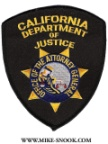 CALIFORNIA
DEPARTMENT
OF
JUSTICE
OFFICE OF THE ATTORNEY GENERAL
WWW.MIKE-SNOOK.COM